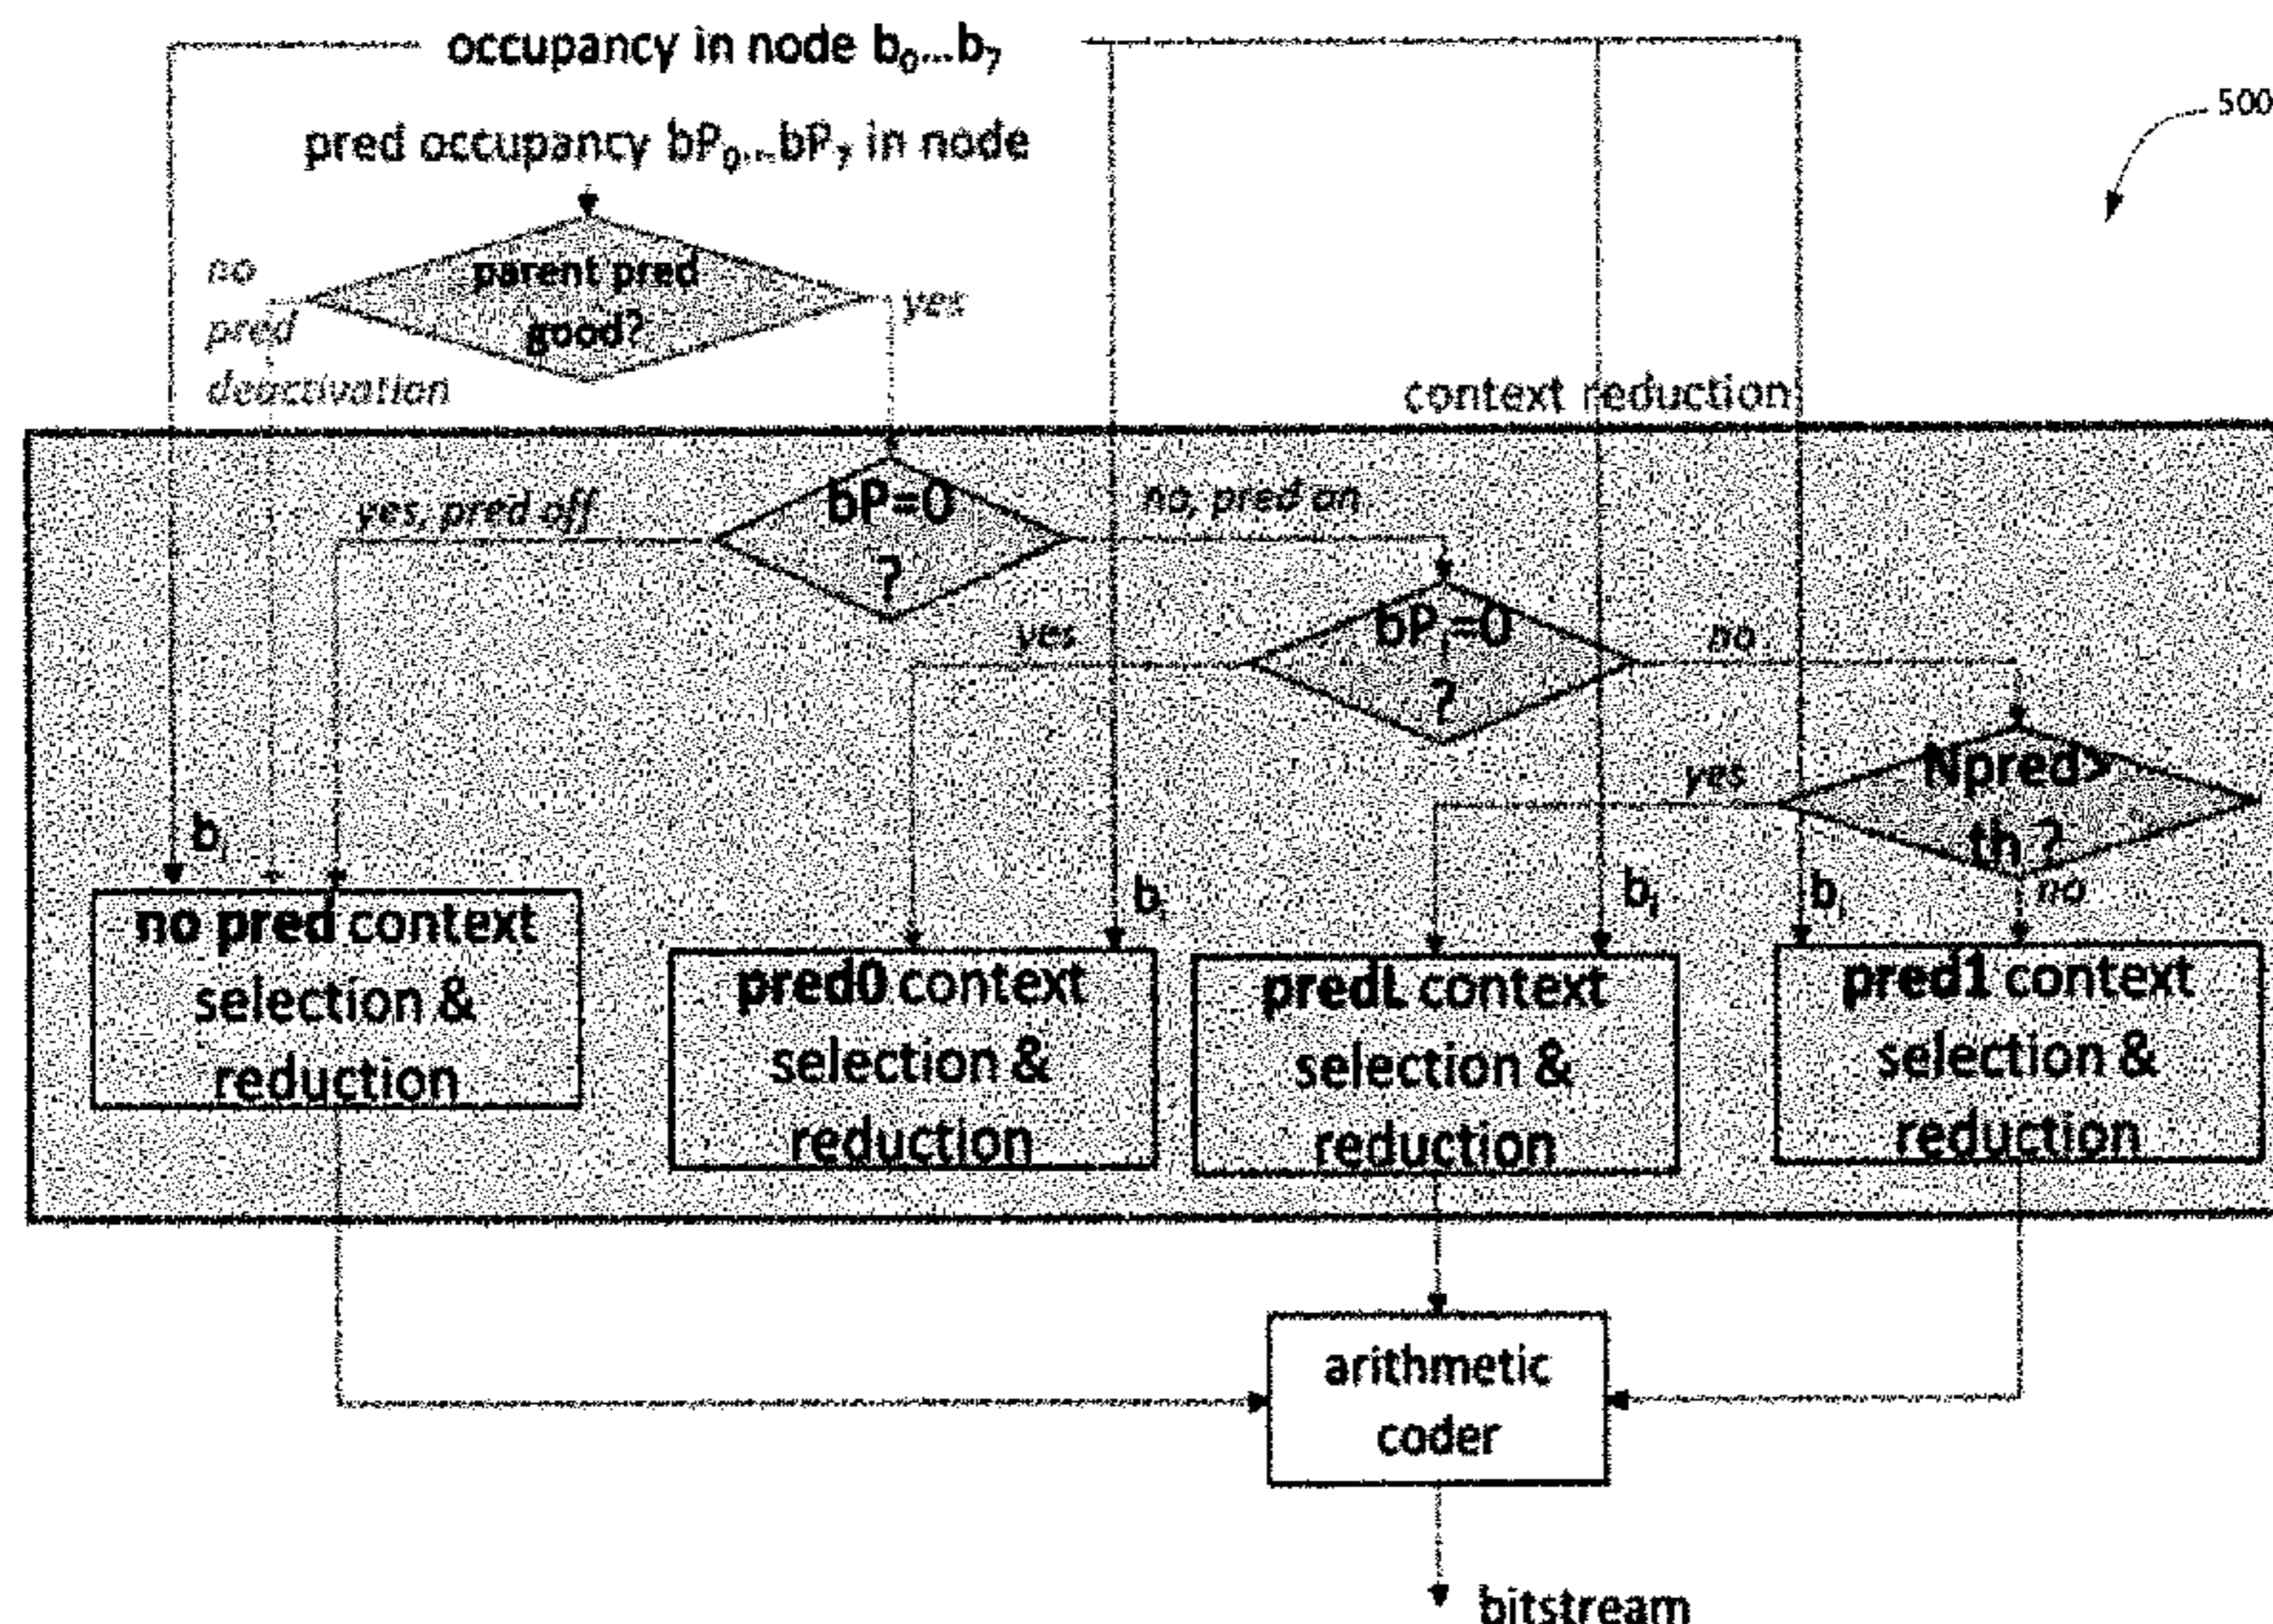 occupancy in node b₀...b₇
500
pred occupancy bP₀...bP₇ in node
no
pred
deactivation
parent pred
good?
yes
context reduction
bP=0
?
yes, pred off
no, pred on
bPᵢ=0
?
yes
no
Npred>
th ?
yes
no
bᵢ
bᵢ
bᵢ
bᵢ
no pred context
selection &
reduction
pred0 context
selection &
reduction
predL context
selection &
reduction
pred1 context
selection &
reduction
arithmetic
coder
bitstream